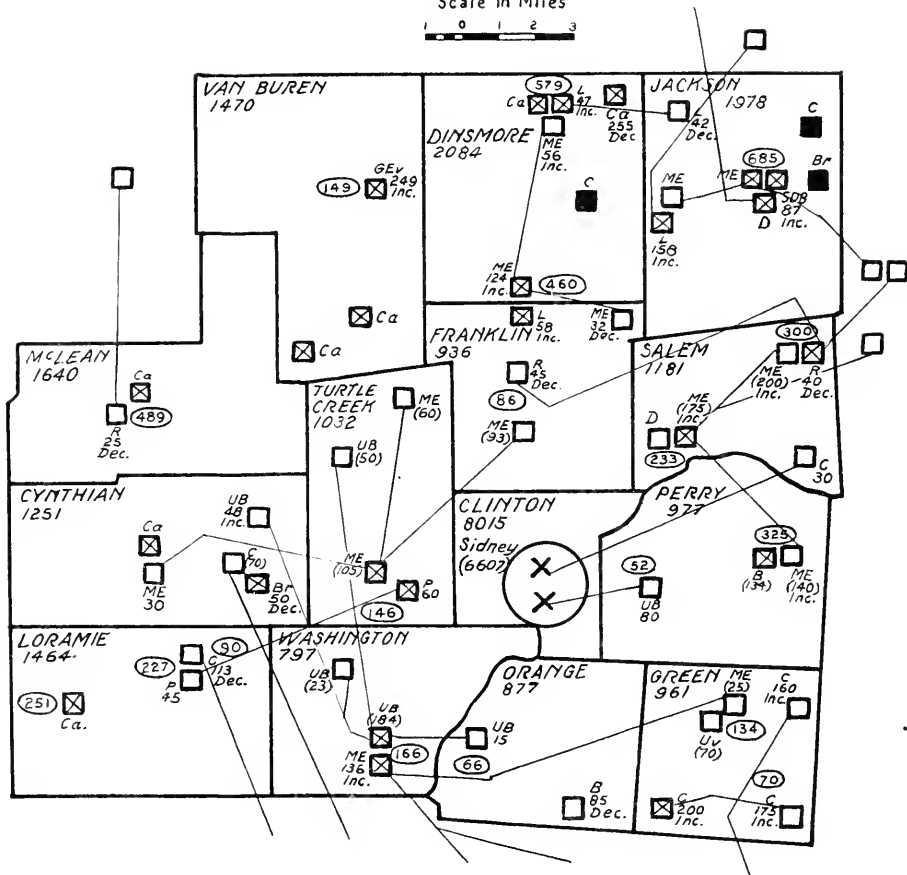 Scale in Miles
1 0 1 2 3
VAN BUREN
1470
149
GEv
249
Inc.
Ca
Ca
DINSMORE
2084
579
Ca
L
47
Inc.
Ca
255
Dec
ME
56
Inc.
C
ME
124
Inc.
460
JACKSON
1978
42
Dec.
C
685
ME
ME
Br
SDB
87
Inc.
D
L
158
Inc.
MCLEAN
1640
Ca
489
R
25
Dec.
TURTLE
CREEK
1032
ME
(60)
UB
(50)
ME
(105)
P
60
146
FRANKLIN
936
L
58
Inc.
ME
32
Dec.
R
45
Dec.
86
ME
(93)
SALEM
1181
300
ME
(200)
Inc.
R
40
Dec.
ME
(175)
Inc
D
233
C
30
CYNTHIAN
1251
UB
48
Inc.
Ca
ME
30
C
(70)
Br
50
Dec.
CLINTON
8015
Sidney
(6607)
PERRY
977
52
UB
80
325
B
(134)
ME
(140)
Inc.
LORAMIE
1464
90
227
C
113
Dec.
P
45
251
Ca.
WASHINGTON
797
UB
(23)
UB
(184)
166
ME
136
Inc.
ORANGE
877
UB
15
66
B
85
Dec.
GREEN
961
ME
(25)
C
160
Inc.
134
Uv
(70)
70
C
200
Inc.
C
175
Inc.